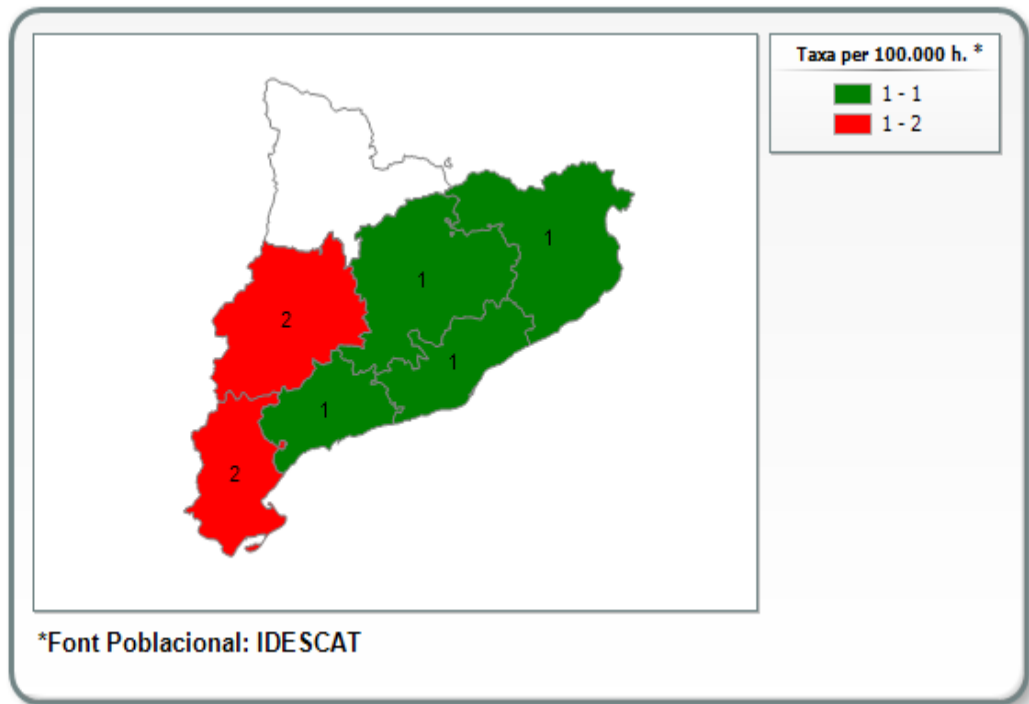 Taxa per 100.000 h. *
1 - 1
1 - 2
1
1
2
1
1
2
*Font Poblacional: IDESCAT